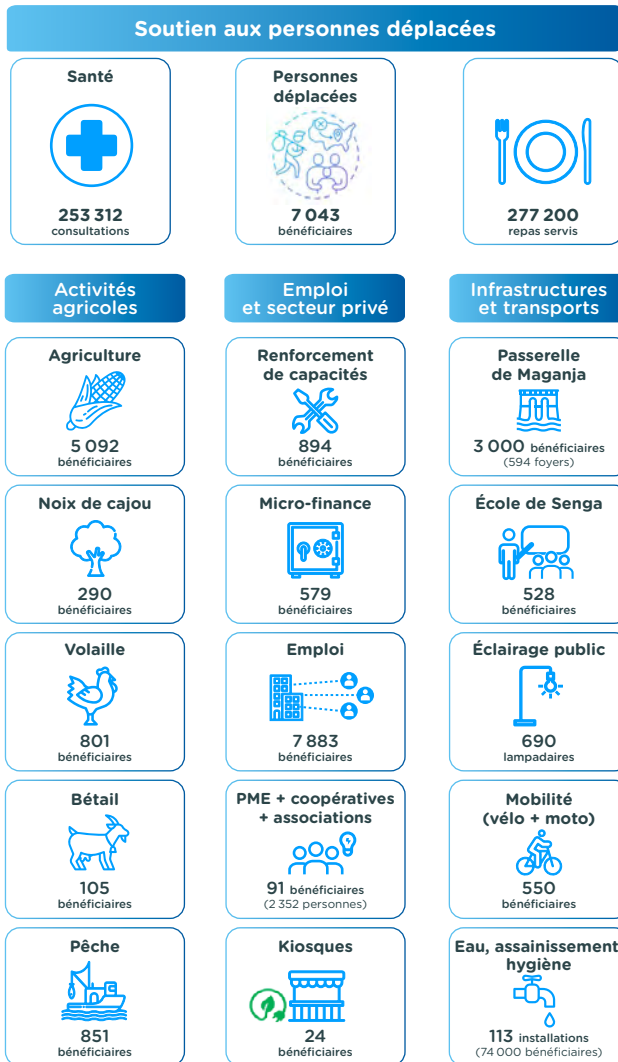 Soutien aux personnes déplacées
Santé
253 312
consultations
Personnes
déplacées
7 043
bénéficiaires
277 200
repas servis
Activités
agricoles
Agriculture
5 092
bénéficiaires
Noix de cajou
290
bénéficiaires
Volaille
801
bénéficiaires
Bétail
105
bénéficiaires
Pêche
851
bénéficiaires
Emploi
et secteur privé
Renforcement
de capacités
894
bénéficiaires
Micro-finance
579
bénéficiaires
Emploi
7 883
bénéficiaires
PME + coopératives
+ associations
91 bénéficiaires
(2 352 personnes)
Kiosques
24
bénéficiaires
Infrastructures
et transports
Passerelle
de Maganja
3 000 bénéficiaires
(594 foyers)
École de Senga
528
bénéficiaires
Éclairage public
690
lampadaires
Mobilité
(vélo + moto)
550
bénéficiaires
Eau, assainissement
hygiène
113 installations
(74 000 bénéficiaires)